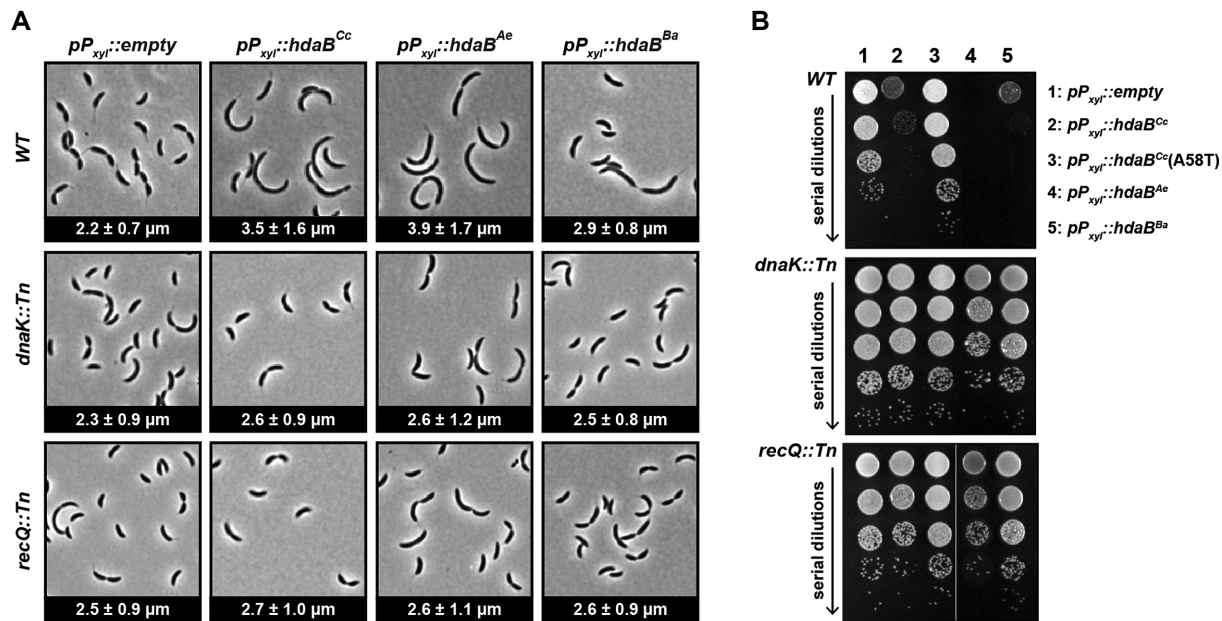 A
pPxyl::empty
pPxyl::hdaBCc
pPxyl::hdaBAe
pPxyl::hdaBBa
WT
2.2 ± 0.7 µm
3.5 ± 1.6 µm
3.9 ± 1.7 µm
2.9 ± 0.8 µm
dnaK::Tn
2.3 ± 0.9 µm
2.6 ± 0.9 µm
2.6 ± 1.2 µm
2.5 ± 0.8 µm
recQ::Tn
2.5 ± 0.9 µm
2.7 ± 1.0 µm
2.6 ± 1.1 µm
2.6 ± 0.9 µm
B
1 2 3 4 5
WT
serial dilutions
1: pPxyl::empty
2: pPxyl::hdaBCc
3: pPxyl::hdaBCc(A58T)
4: pPxyl::hdaBAe
5: pPxyl::hdaBBa
dnaK::Tn
serial dilutions
recQ::Tn
serial dilutions